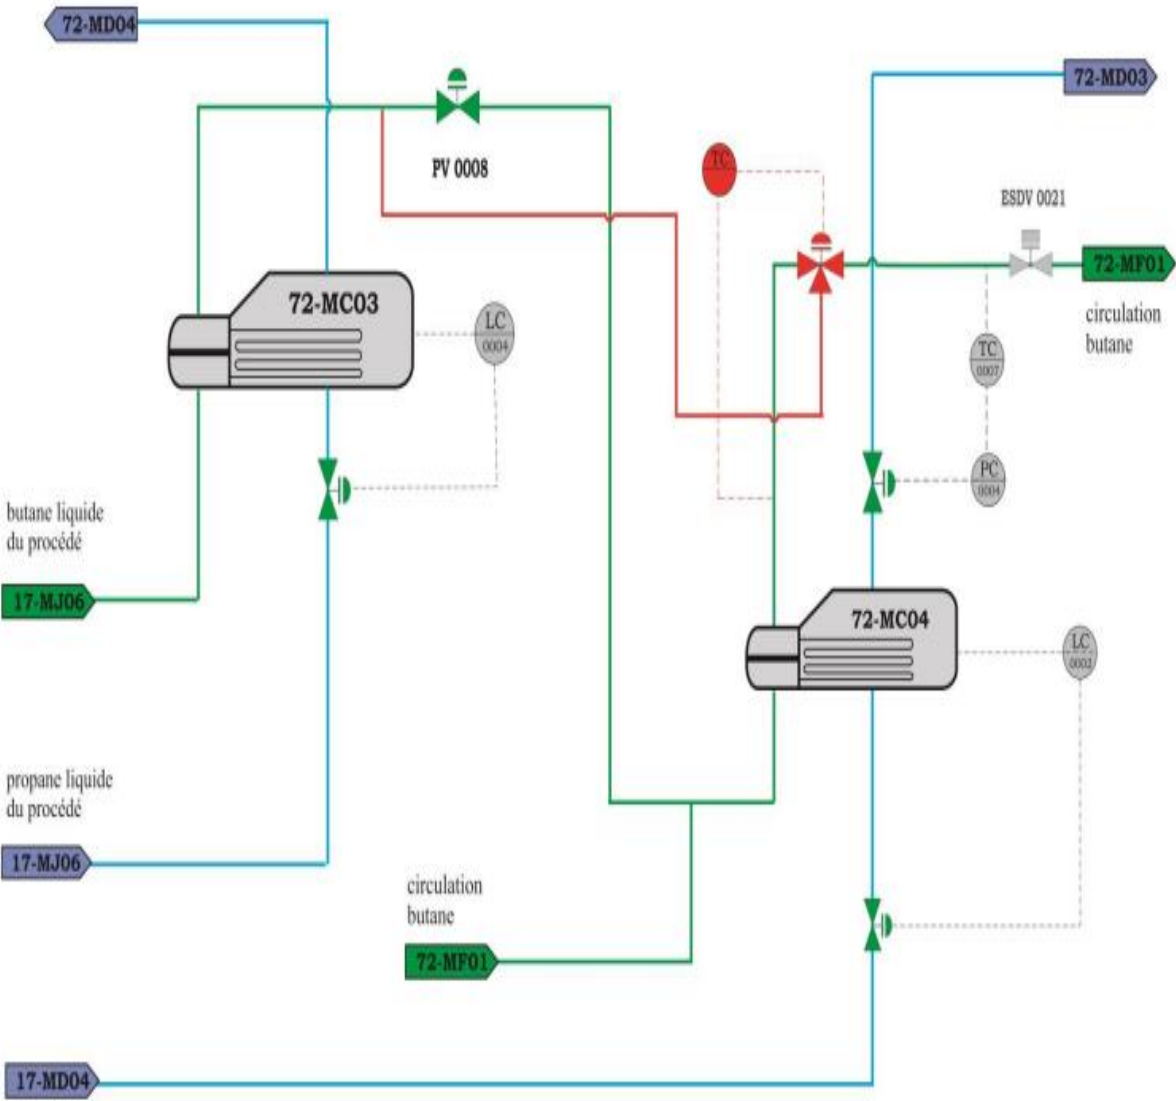 72-MD04
72-MD03
PV 0008
TC
ESDV 0021
72-MF01
circulation
butane
72-MC03
LC
0004
TC
0007
PC
0004
butane liquide
du procédé
17-MJ06
72-MC04
LC
0002
propane liquide
du procédé
17-MJ06
circulation
butane
72-MF01
17-MD04